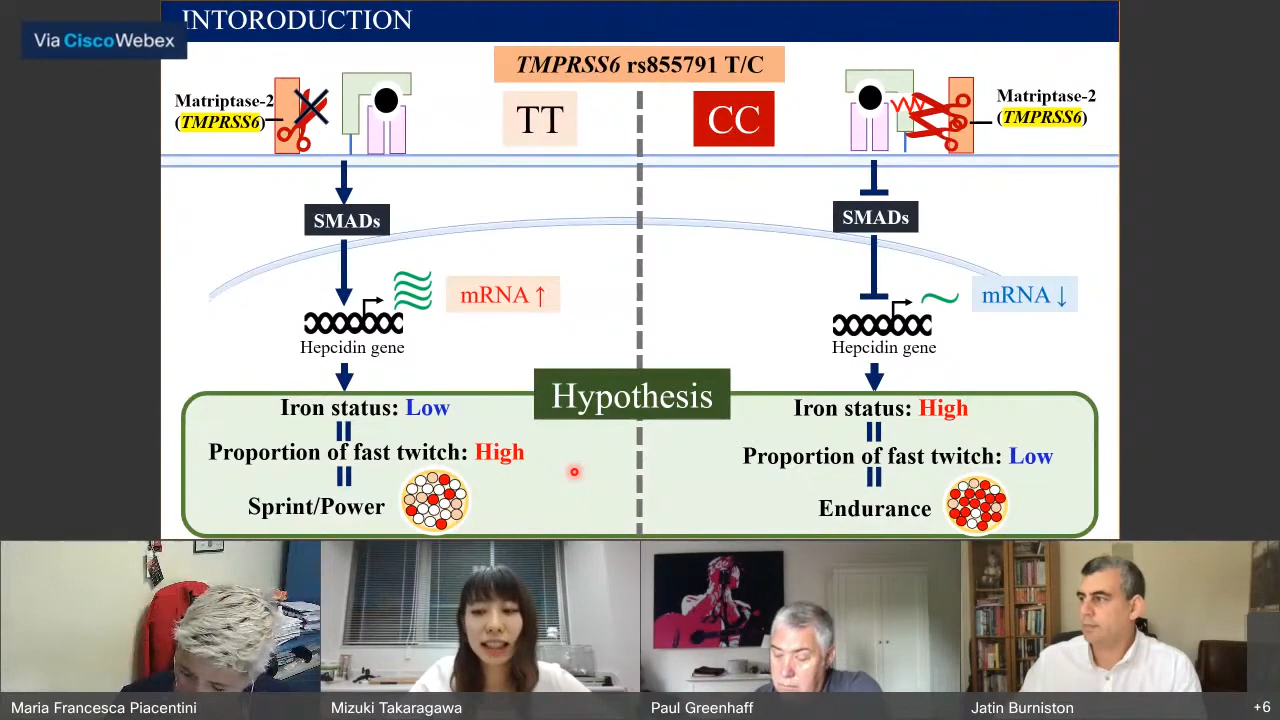 INTORODUCTION
Via Cisco Webex
TMPRSS6 rs855791 T/C
Matriptase-2
(TMPRSS6)
TT
CC
Matriptase-2
(TMPRSS6)
SMADs
SMADs
mRNA ↑
mRNA ↓
Hepcidin gene
Hepcidin gene
Hypothesis
Iron status: Low
Proportion of fast twitch: High
Sprint/Power
Iron status: High
Proportion of fast twitch: Low
Endurance
Maria Francesca Piacentini
Mizuki Takaragawa
Paul Greenhaff
Jatin Burniston
+6